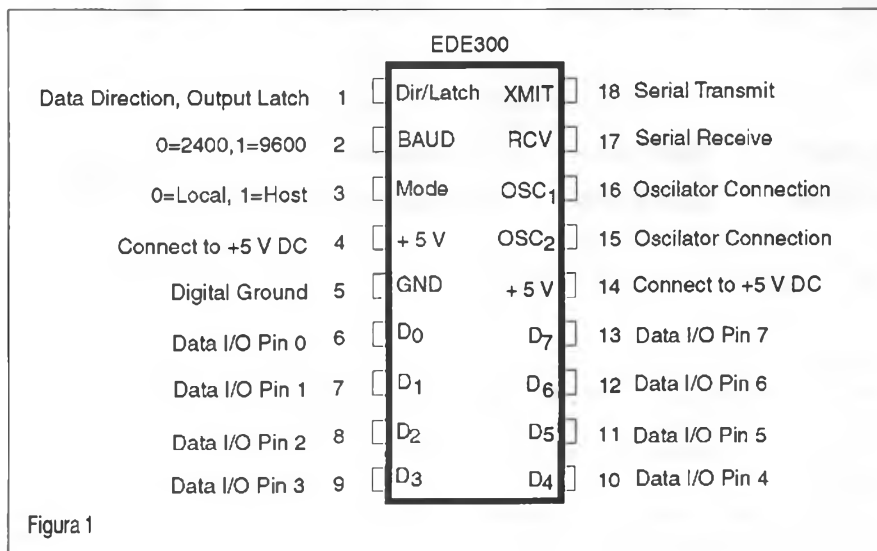 EDE300
Data Direction, Output Latch 1 Dir/Latch XMIT 18 Serial Transmit
0=2400,1=9600 2 BAUD RCV 17 Serial Receive
0=Local, 1=Host 3 Mode OSC1 16 Oscilator Connection
Connect to +5 V DC 4 + 5 V OSC2 15 Oscilator Connection
Digital Ground 5 GND + 5 V 14 Connect to +5 V DC
Data I/O Pin 0 6 D0 D7 13 Data I/O Pin 7
Data I/O Pin 1 7 D1 D6 12 Data I/O Pin 6
Data I/O Pin 2 8 D2 D5 11 Data I/O Pin 5
Data I/O Pin 3 9 D3 D4 10 Data I/O Pin 4
Figura 1